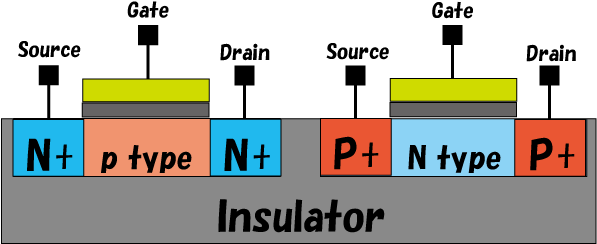 Gate
Gate
Source
Drain
Source
Drain
N+
p type
N+
P+
N type
P+
Insulator